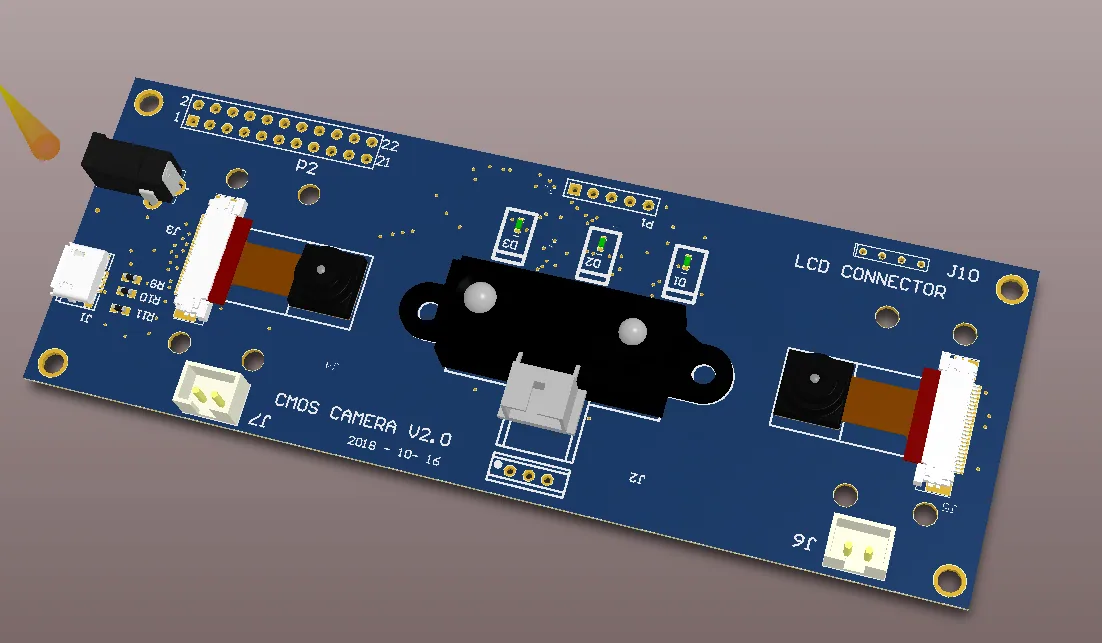 2
1
22
21
P2
P1
J3
D3
D2
D1
LCD CONNECTOR
J10
R9
R10
R11
J1
J4
J7
CMOS CAMERA V2.0
2018 - 10- 16
J2
J5
J6